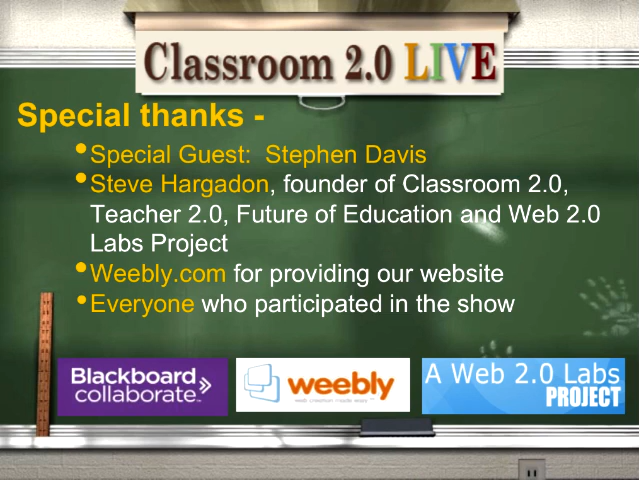 Classroom 2.0 LIVE
Special thanks -
•Special Guest:  Stephen Davis
•Steve Hargadon, founder of Classroom 2.0,
Teacher 2.0, Future of Education and Web 2.0
Labs Project
•Weebly.com for providing our website
•Everyone who participated in the show
Blackboard
collaborate™
weebly
web creation made easy
A Web 2.0 Labs
PROJECT